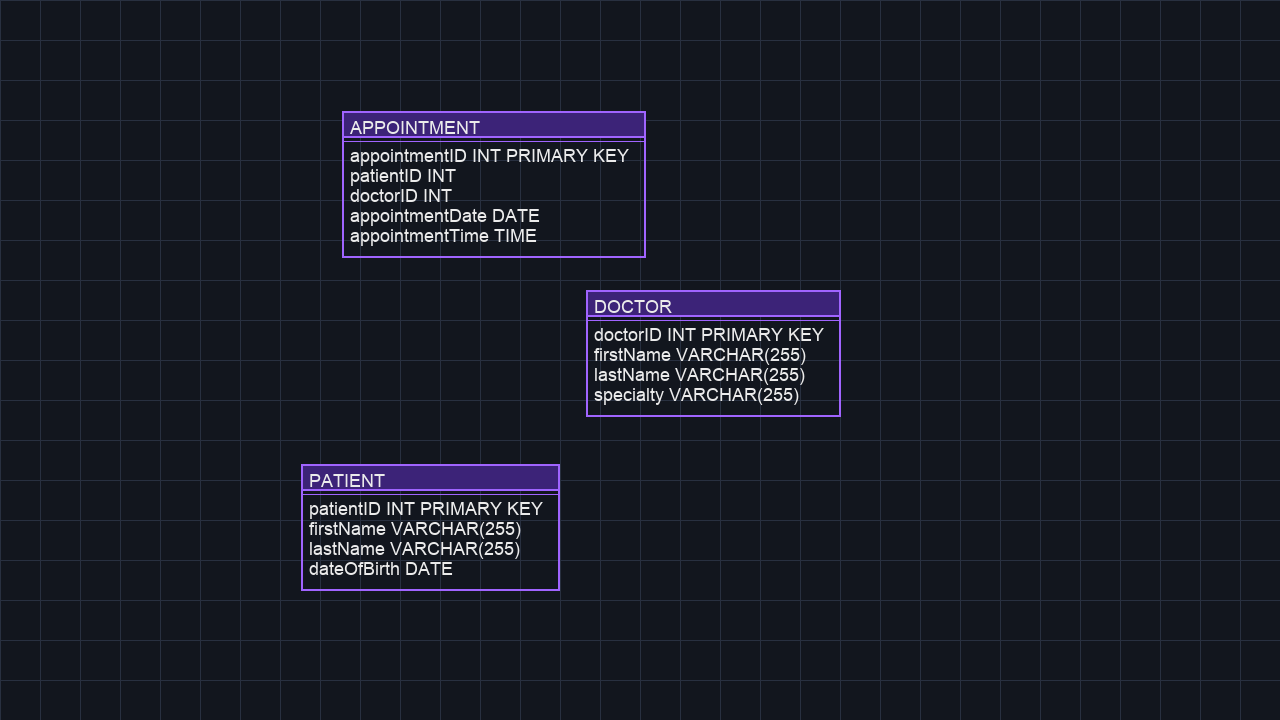 APPOINTMENT
appointmentID INT PRIMARY KEY
patientID INT
doctorID INT
appointmentDate DATE
appointmentTime TIME
DOCTOR
doctorID INT PRIMARY KEY
firstName VARCHAR(255)
lastName VARCHAR(255)
specialty VARCHAR(255)
PATIENT
patientID INT PRIMARY KEY
firstName VARCHAR(255)
lastName VARCHAR(255)
dateOfBirth DATE